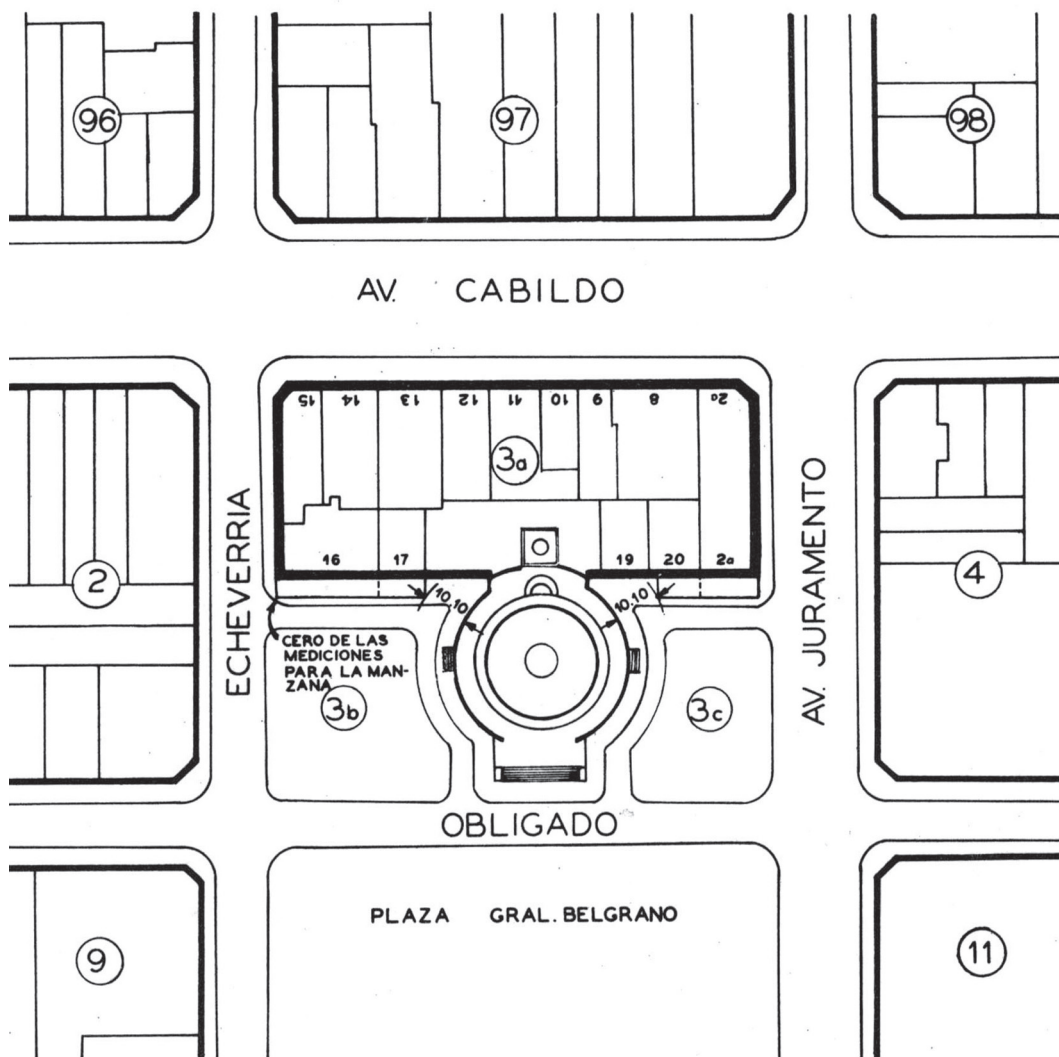 96
97
98
AV. CABILDO
15 14 13 12 11 10 9 8 2a
3a
ECHEVERRIA
AV. JURAMENTO
16 17 19 20 2a
2
4
10.10
10.10
CERO DE LAS
MEDICIONES
PARA LA MAN-
ZANA
3b
3c
OBLIGADO
PLAZA GRAL. BELGRANO
9
11